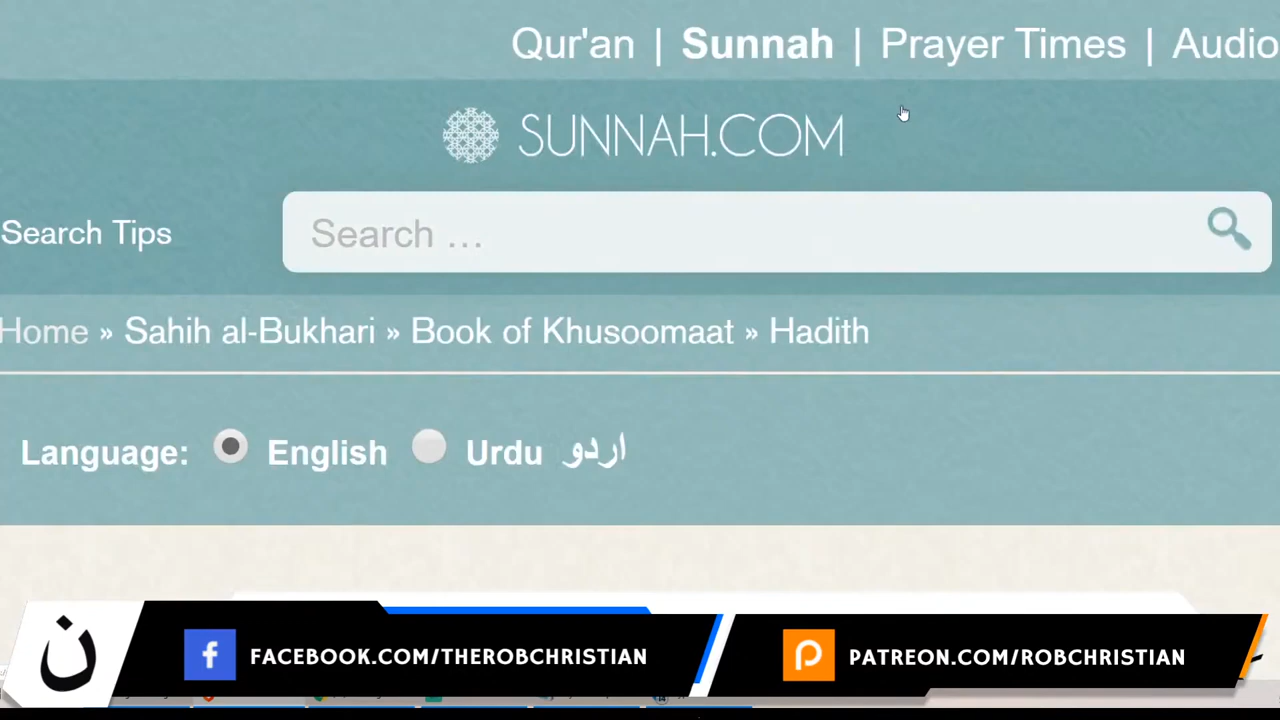 Qur'an | Sunnah | Prayer Times | Audio
SUNNAH.COM
Search Tips
Search ...
Home » Sahih al-Bukhari » Book of Khusoomaat » Hadith
Language: English Urdu اردو
ن
FACEBOOK.COM/THEROBCHRISTIAN
PATREON.COM/ROBCHRISTIAN